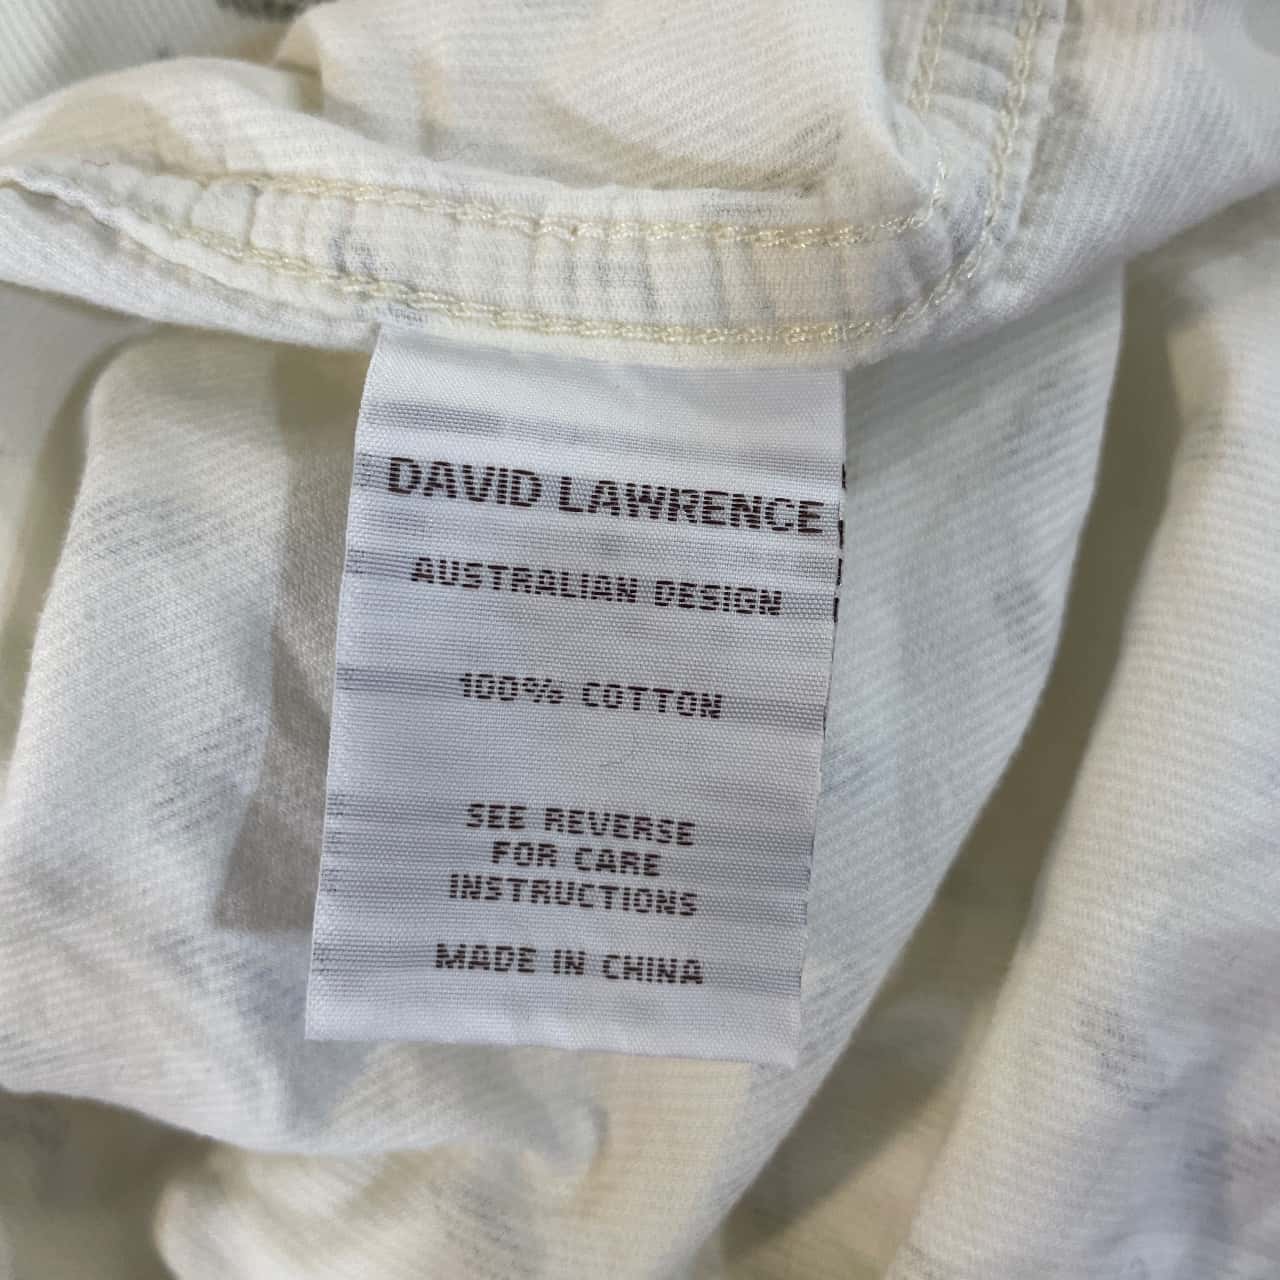 DAVID LAWRENCE
AUSTRALIAN DESIGN
100% COTTON
SEE REVERSE
FOR CARE
INSTRUCTIONS
MADE IN CHINA